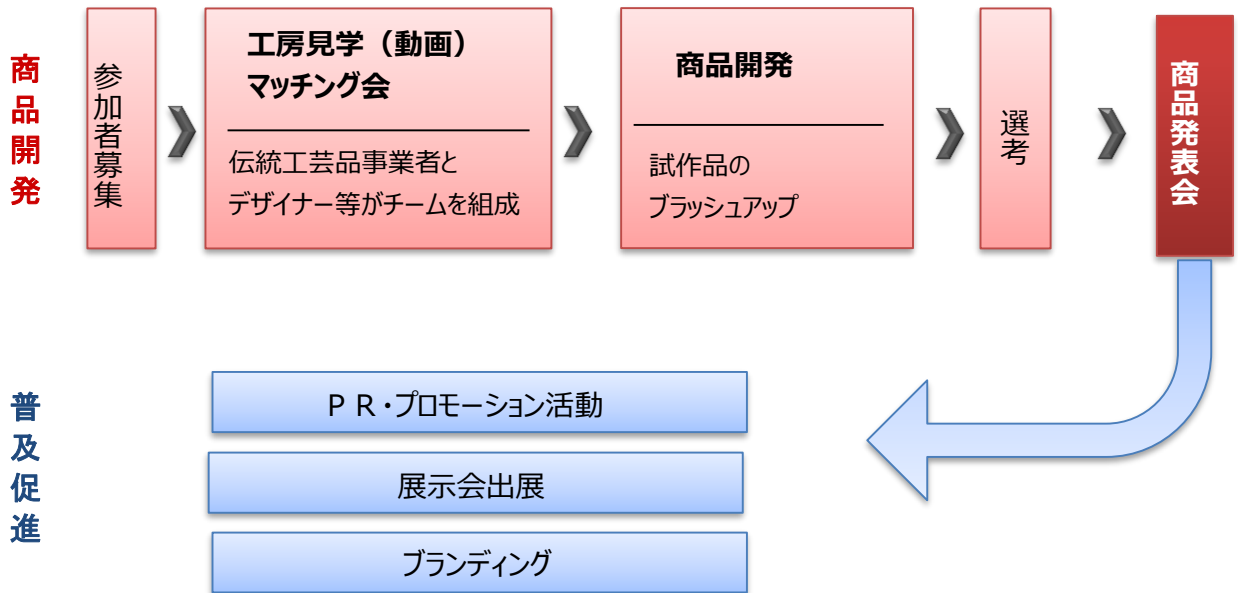 商品開発
参加者募集
工房見学（動画）
マッチング会
伝統工芸品事業者と
デザイナー等がチームを組成
商品開発
試作品の
ブラッシュアップ
選考
商品発表会
普及促進
ＰＲ・プロモーション活動
展示会出展
ブランディング